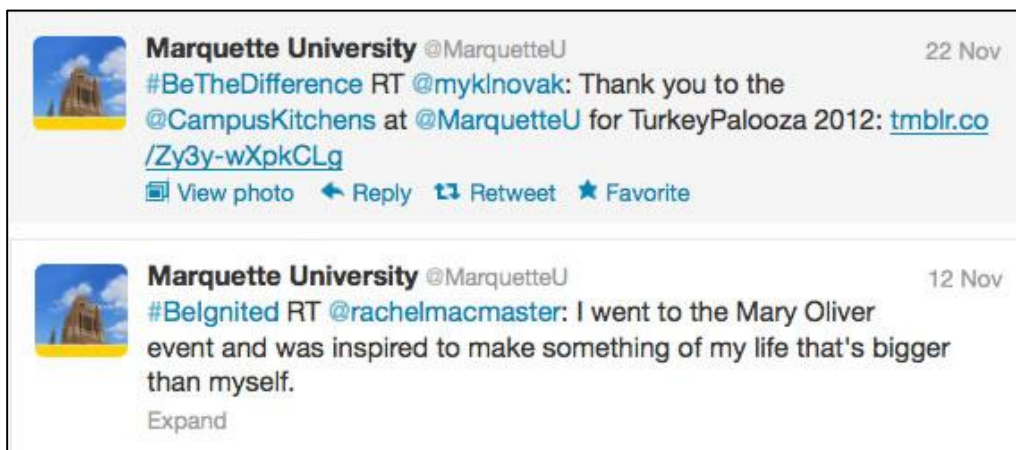 Marquette University @MarquetteU 22 Nov
#BeTheDifference RT @myklnovak: Thank you to the
@CampusKitchens at @MarquetteU for TurkeyPalooza 2012: tmblr.co
/Zy3y-wXpkCLg
View photo Reply Retweet Favorite
Marquette University @MarquetteU 12 Nov
#BeIgnited RT @rachelmacmaster: I went to the Mary Oliver
event and was inspired to make something of my life that's bigger
than myself.
Expand